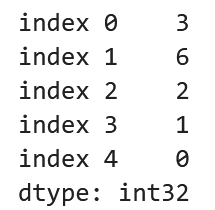 index 0    3
index 1    6
index 2    2
index 3    1
index 4    0
dtype: int32